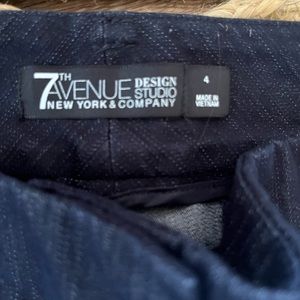 7TH AVENUE DESIGN STUDIO
NEW YORK & COMPANY
4
MADE IN
VIETNAM